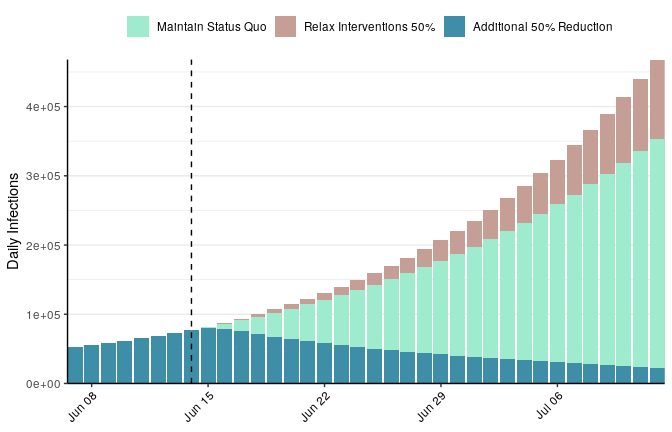 Maintain Status Quo Relax Interventions 50% Additional 50% Reduction
Daily Infections
4e+05
3e+05
2e+05
1e+05
0e+00
Jun 08 Jun 15 Jun 22 Jun 29 Jul 06